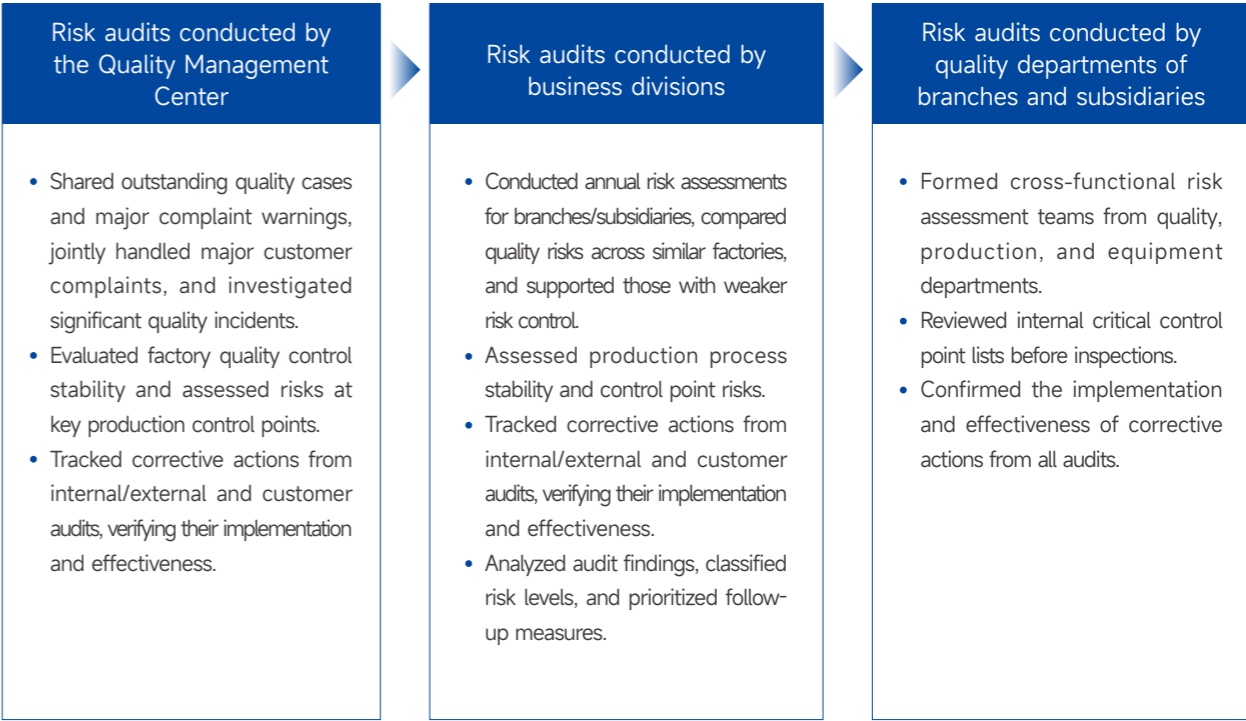 Risk audits conducted by
the Quality Management
Center
• Shared outstanding quality cases
and major complaint warnings,
jointly handled major customer
complaints, and investigated
significant quality incidents.
• Evaluated factory quality control
stability and assessed risks at
key production control points.
• Tracked corrective actions from
internal/external and customer
audits, verifying their implementation
and effectiveness.
Risk audits conducted by
business divisions
• Conducted annual risk assessments
for branches/subsidiaries, compared
quality risks across similar factories,
and supported those with weaker
risk control.
• Assessed production process
stability and control point risks.
• Tracked corrective actions from
internal/external and customer
audits, verifying their implementation
and effectiveness.
• Analyzed audit findings, classified
risk levels, and prioritized follow-
up measures.
Risk audits conducted by
quality departments of
branches and subsidiaries
• Formed cross-functional risk
assessment teams from quality,
production, and equipment
departments.
• Reviewed internal critical control
point lists before inspections.
• Confirmed the implementation
and effectiveness of corrective
actions from all audits.